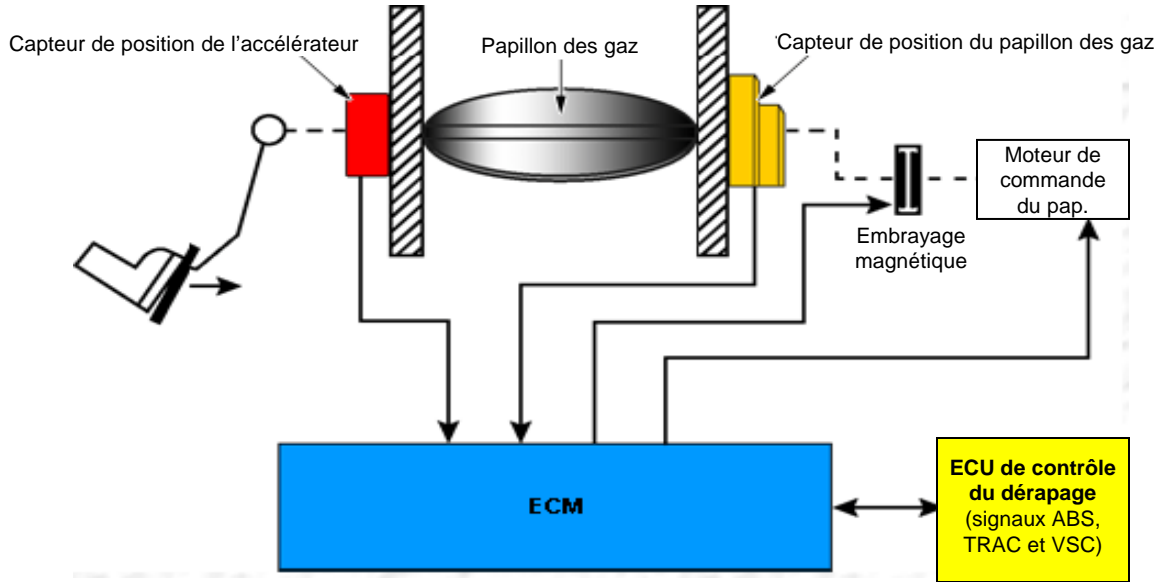 Capteur de position de l’accélérateur
Papillon des gaz
Capteur de position du papillon des gaz
Moteur de
commande
du pap.
Embrayage
magnétique
ECM
ECU de contrôle
du dérapage
(signaux ABS,
TRAC et VSC)